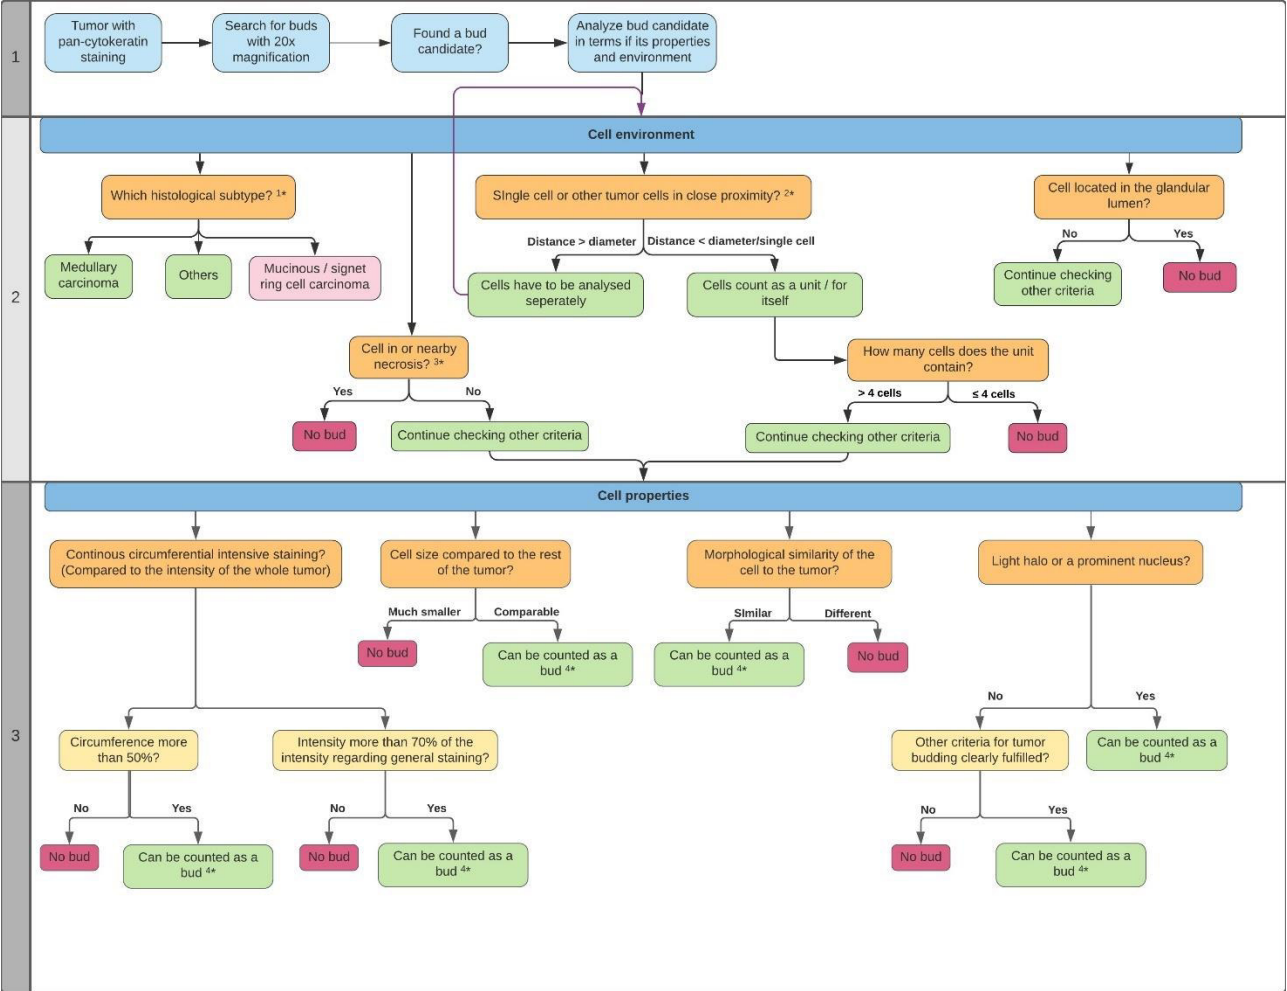 1
Tumor with
pan-cytokeratin
staining
Search for buds
with 20x
magnification
Found a bud
candidate?
Analyze bud candidate
in terms if its properties
and environment
2
Cell environment
Which histological subtype? 1*
Medullary
carcinoma
Others
Mucinous / signet
ring cell carcinoma
SIngle cell or other tumor cells in close proximity? 2*
Distance > diameter
Distance < diameter/single cell
Cells have to be analysed
seperately
Cells count as a unit / for
itself
Cell located in the glandular
lumen?
No
Yes
Continue checking
other criteria
No bud
Cell in or nearby
necrosis? 3*
Yes
No
No bud
Continue checking other criteria
How many cells does the unit
contain?
> 4 cells
≤ 4 cells
Continue checking other criteria
No bud
3
Cell properties
Continous circumferential intensive staining?
(Compared to the intensity of the whole tumor)
Cell size compared to the rest
of the tumor?
Much smaller
Comparable
No bud
Can be counted as a
bud 4*
Morphological similarity of the
cell to the tumor?
SImilar
Different
Can be counted as a
bud 4*
No bud
Light halo or a prominent nucleus?
No
Yes
Circumference more
than 50%?
No
Yes
No bud
Can be counted as a
bud 4*
Intensity more than 70% of the
intensity regarding general staining?
No
Yes
No bud
Can be counted as a
bud 4*
Other criteria for tumor
budding clearly fulfilled?
Can be counted as a
bud 4*
No
Yes
No bud
Can be counted as a
bud 4*